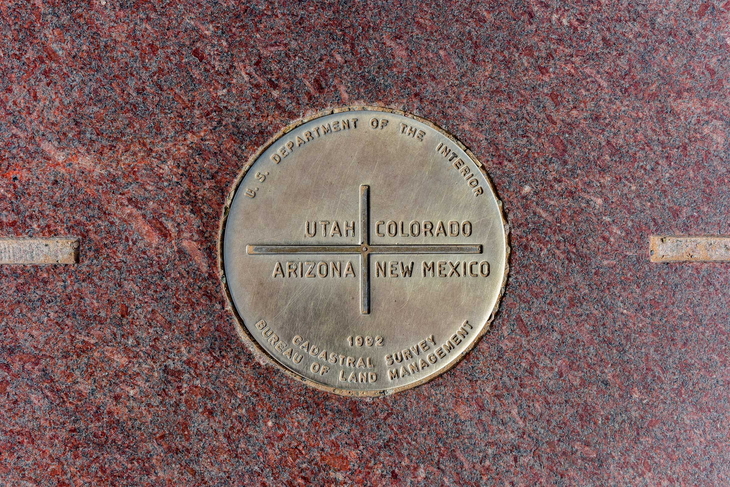 U. S. DEPARTMENT OF THE INTERIOR
UTAH COLORADO
ARIZONA NEW MEXICO
1992
CADASTRAL SURVEY
BUREAU OF LAND MANAGEMENT